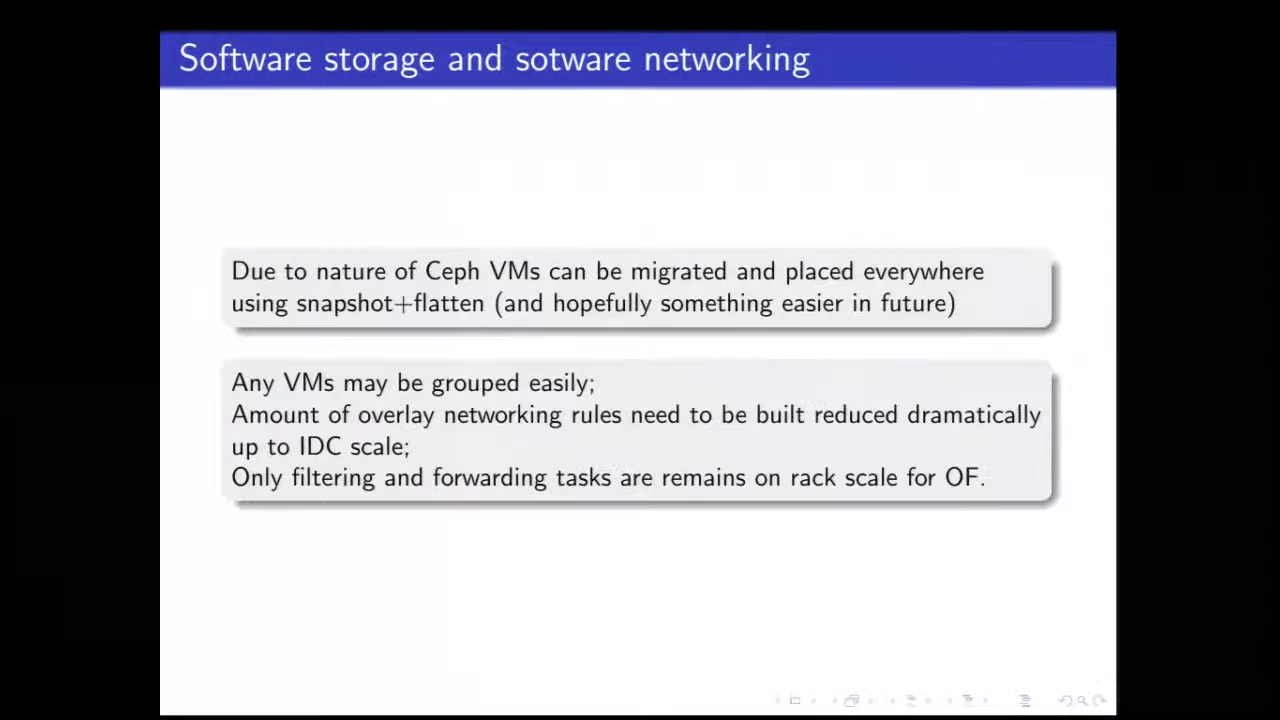 Software storage and sotware networking
Due to nature of Ceph VMs can be migrated and placed everywhere
using snapshot+flatten (and hopefully something easier in future)
Any VMs may be grouped easily;
Amount of overlay networking rules need to be built reduced dramatically
up to IDC scale;
Only filtering and forwarding tasks are remains on rack scale for OF.